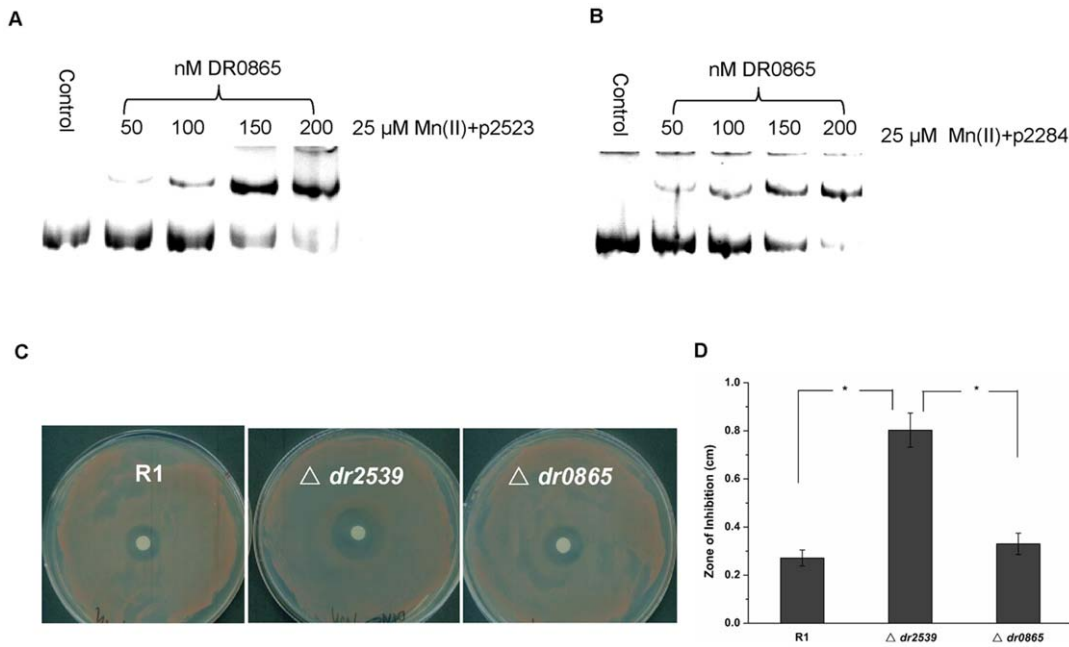 A
nM DR0865
Control
50 100 150 200 25 µM Mn(II)+p2523
B
nM DR0865
Control
50 100 150 200 25 µM Mn(II)+p2284
C
R1
△ dr2539
△ dr0865
D
Zone of Inhibition (cm)
1.0
0.8
0.6
0.4
0.2
0.0
* *
R1 △ dr2539 △ dr0865